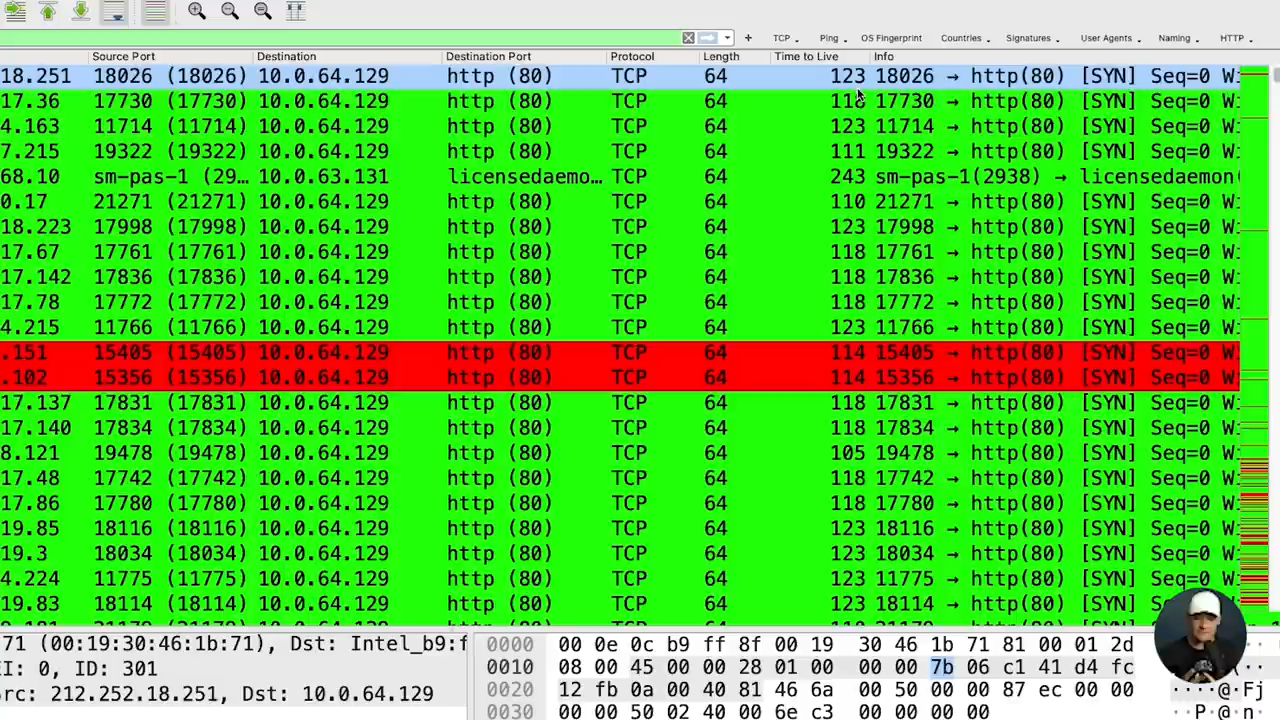 TCP Ping OS Fingerprint Countries Signatures User Agents Naming HTTP
Source Port Destination Destination Port Protocol Length Time to Live Info
18.251 18026 (18026) 10.0.64.129 http (80) TCP 64 123 18026 → http(80) [SYN] Seq=0
17.36 17730 (17730) 10.0.64.129 http (80) TCP 64 118 17730 → http(80) [SYN] Seq=0
4.163 11714 (11714) 10.0.64.129 http (80) TCP 64 123 11714 → http(80) [SYN] Seq=0
7.215 19322 (19322) 10.0.64.129 http (80) TCP 64 111 19322 → http(80) [SYN] Seq=0
68.10 sm-pas-1 (29… 10.0.63.131 licensedaemo… TCP 64 243 sm-pas-1(2938) → licensedaemon(
0.17 21271 (21271) 10.0.64.129 http (80) TCP 64 110 21271 → http(80) [SYN] Seq=0
18.223 17998 (17998) 10.0.64.129 http (80) TCP 64 123 17998 → http(80) [SYN] Seq=0
17.67 17761 (17761) 10.0.64.129 http (80) TCP 64 118 17761 → http(80) [SYN] Seq=0
17.142 17836 (17836) 10.0.64.129 http (80) TCP 64 118 17836 → http(80) [SYN] Seq=0
17.78 17772 (17772) 10.0.64.129 http (80) TCP 64 118 17772 → http(80) [SYN] Seq=0
4.215 11766 (11766) 10.0.64.129 http (80) TCP 64 123 11766 → http(80) [SYN] Seq=0
.151 15405 (15405) 10.0.64.129 http (80) TCP 64 114 15405 → http(80) [SYN] Seq=0
.102 15356 (15356) 10.0.64.129 http (80) TCP 64 114 15356 → http(80) [SYN] Seq=0
17.137 17831 (17831) 10.0.64.129 http (80) TCP 64 118 17831 → http(80) [SYN] Seq=0
17.140 17834 (17834) 10.0.64.129 http (80) TCP 64 118 17834 → http(80) [SYN] Seq=0
8.121 19478 (19478) 10.0.64.129 http (80) TCP 64 105 19478 → http(80) [SYN] Seq=0
17.48 17742 (17742) 10.0.64.129 http (80) TCP 64 118 17742 → http(80) [SYN] Seq=0
17.86 17780 (17780) 10.0.64.129 http (80) TCP 64 118 17780 → http(80) [SYN] Seq=0
19.85 18116 (18116) 10.0.64.129 http (80) TCP 64 123 18116 → http(80) [SYN] Seq=0
19.3 18034 (18034) 10.0.64.129 http (80) TCP 64 123 18034 → http(80) [SYN] Seq=0
4.224 11775 (11775) 10.0.64.129 http (80) TCP 64 123 11775 → http(80) [SYN] Seq=0
19.83 18114 (18114) 10.0.64.129 http (80) TCP 64 123 18114 → http(80) [SYN] Seq=0
71 (00:19:30:46:1b:71), Dst: Intel_b9:f
EI: 0, ID: 301
rc: 212.252.18.251, Dst: 10.0.64.129
0000 00 0e 0c b9 ff 8f 00 19 30 46 1b 71 81 00 01 2d
0010 08 00 45 00 00 28 01 00 00 00 7b 06 c1 41 d4 fc
0020 12 fb 0a 00 40 81 46 6a 00 50 00 00 87 ec 00 00 ····@·Fj
0030 00 00 50 02 40 00 6e c3 00 00 00 00 ··P·@·n·